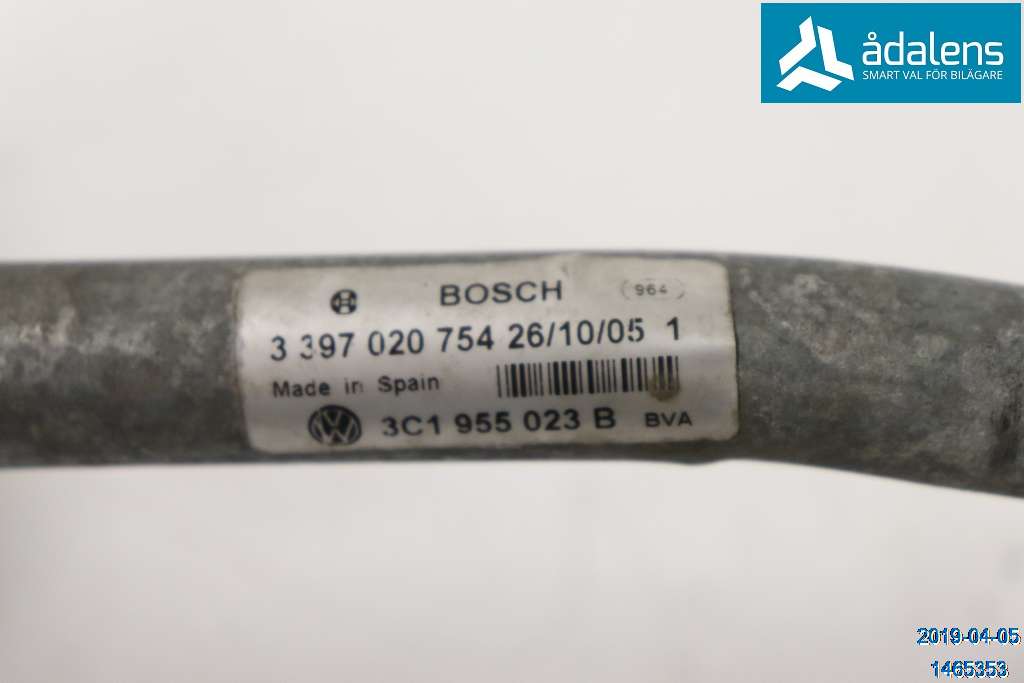 ådalens
SMART VAL FÖR BILÄGARE
BOSCH (964)
3 397 020 754 26/10/05 1
Made in Spain
3C1 955 023 B BVA
2019-04-05
1465353